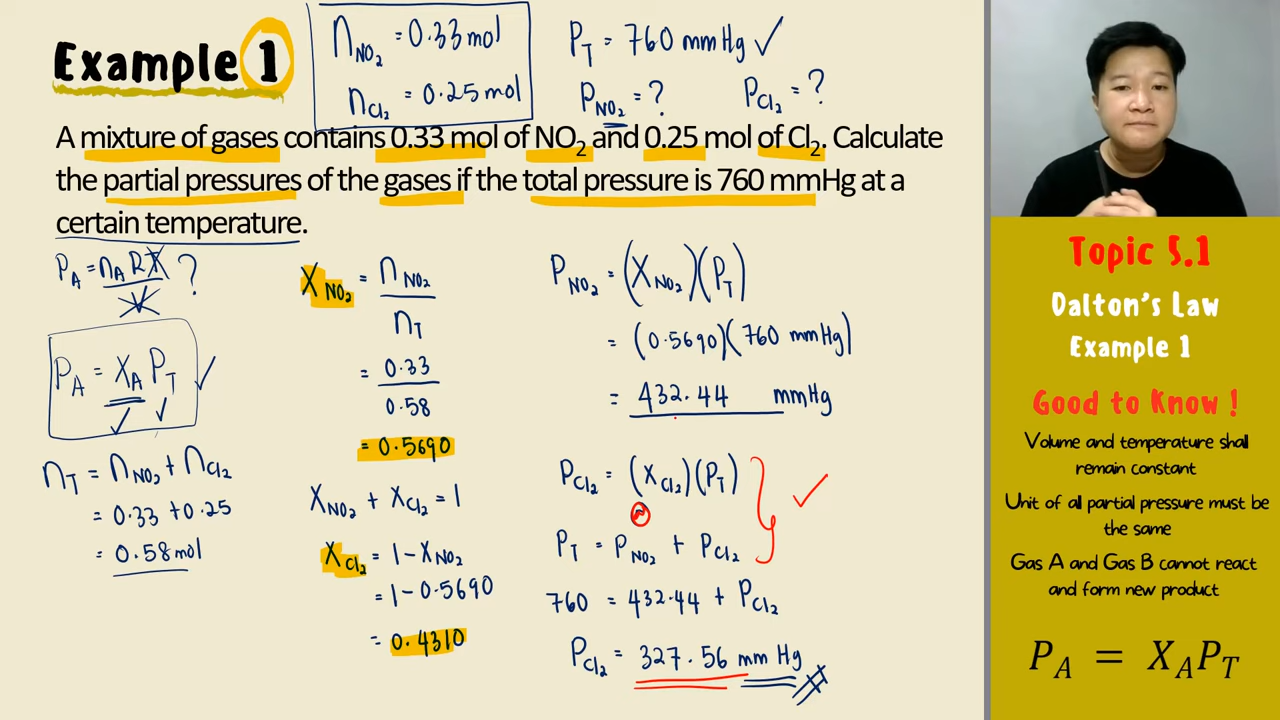 Example 1
n_NO₂ = 0.33 mol
n_Cl₂ = 0.25 mol
P_T = 760 mmHg ✓
P_NO₂ = ?
P_Cl₂ = ?
A mixture of gases contains 0.33 mol of NO₂ and 0.25 mol of Cl₂. Calculate
the partial pressures of the gases if the total pressure is 760 mmHg at a
certain temperature.
P_A = n_A R T / V ?
P_A = X_A P_T ✓
✓ ✓
n_T = n_NO₂ + n_Cl₂
= 0.33 + 0.25
= 0.58 mol
X_NO₂ = n_NO₂
n_T
= 0.33
0.58
= 0.5690
X_NO₂ + X_Cl₂ = 1
X_Cl₂ = 1 - X_NO₂
= 1 - 0.5690
= 0.4310
P_NO₂ = (X_NO₂)(P_T)
= (0.5690)(760 mmHg)
= 432.44 mmHg
P_Cl₂ = (X_Cl₂)(P_T)
P_T = P_NO₂ + P_Cl₂ ✓
760 = 432.44 + P_Cl₂
P_Cl₂ = 327.56 mm Hg
Topic 5.1
Dalton's Law
Example 1
Good to Know !
Volume and temperature shall
remain constant
Unit of all partial pressure must be
the same
Gas A and Gas B cannot react
and form new product
P_A = X_A P_T